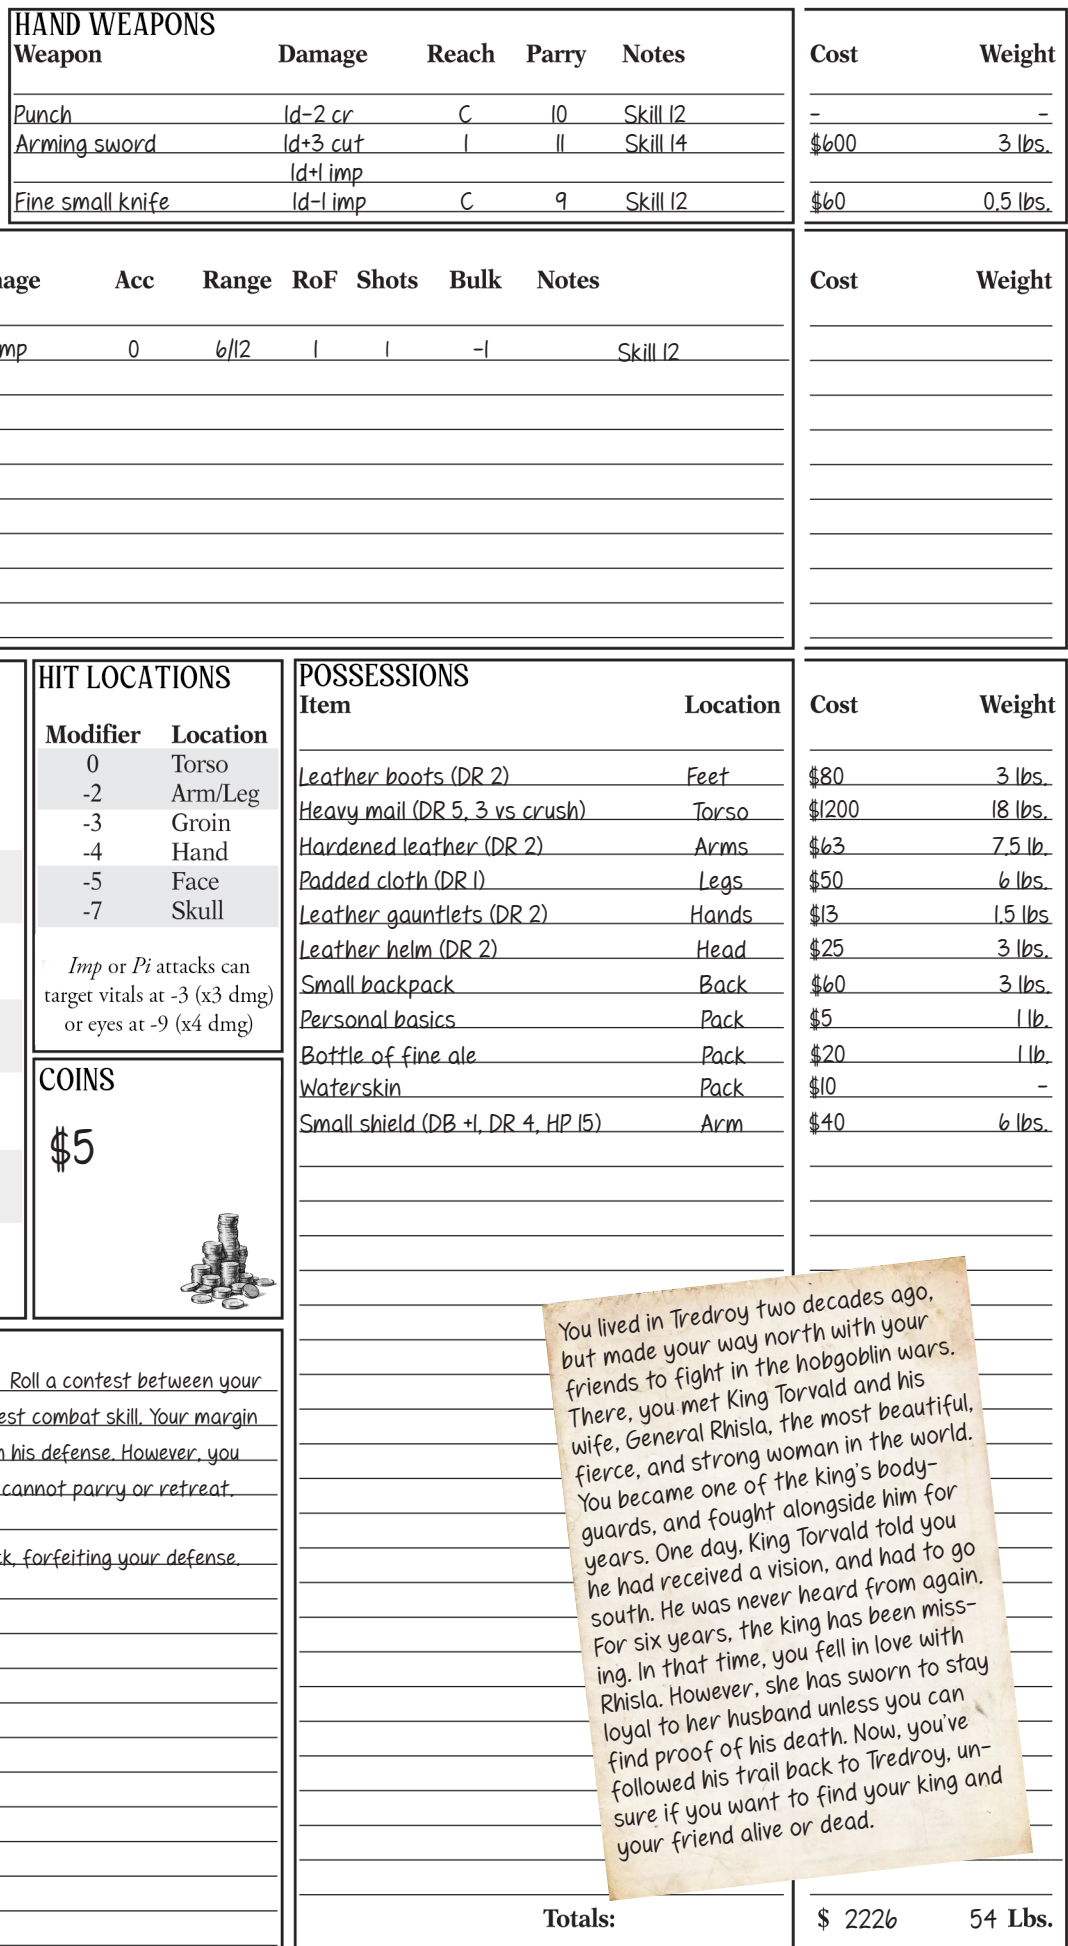 HAND WEAPONS
Weapon Damage Reach Parry Notes Cost Weight
Punch 1d-2 cr C 10 Skill 12 - -
Arming sword 1d+3 cut 1 11 Skill 14 $600 3 lbs.
1d+1 imp
Fine small knife 1d-1 imp C 9 Skill 12 $60 0.5 lbs.
age Acc Range RoF Shots Bulk Notes Cost Weight
mp 0 6/12 1 1 -1 Skill 12
HIT LOCATIONS
Modifier Location
0 Torso
-2 Arm/Leg
-3 Groin
-4 Hand
-5 Face
-7 Skull
Imp or Pi attacks can
target vitals at -3 (x3 dmg)
or eyes at -9 (x4 dmg)
COINS
$5
POSSESSIONS
Item Location Cost Weight
Leather boots (DR 2) Feet $80 3 lbs.
Heavy mail (DR 5, 3 vs crush) Torso $1200 18 lbs.
Hardened leather (DR 2) Arms $63 7.5 lb.
Padded cloth (DR 1) Legs $50 6 lbs.
Leather gauntlets (DR 2) Hands $13 1.5 lbs
Leather helm (DR 2) Head $25 3 lbs.
Small backpack Back $60 3 lbs.
Personal basics Pack $5 1 lb.
Bottle of fine ale Pack $20 1 lb.
Waterskin Pack $10 -
Small shield (DB +1, DR 4, HP 15) Arm $40 6 lbs.
Roll a contest between your
est combat skill. Your margin
his defense. However, you
cannot parry or retreat.
k, forfeiting your defense.
You lived in Tredroy two decades ago,
but made your way north with your
friends to fight in the hobgoblin wars.
There, you met King Torvald and his
wife, General Rhisla, the most beautiful,
fierce, and strong woman in the world.
You became one of the king's body-
guards, and fought alongside him for
years. One day, King Torvald told you
he had received a vision, and had to go
south. He was never heard from again.
For six years, the king has been miss-
ing. In that time, you fell in love with
Rhisla. However, she has sworn to stay
loyal to her husband unless you can
find proof of his death. Now, you've
followed his trail back to Tredroy, un-
sure if you want to find your king and
your friend alive or dead.
Totals: $ 2226 54 Lbs.